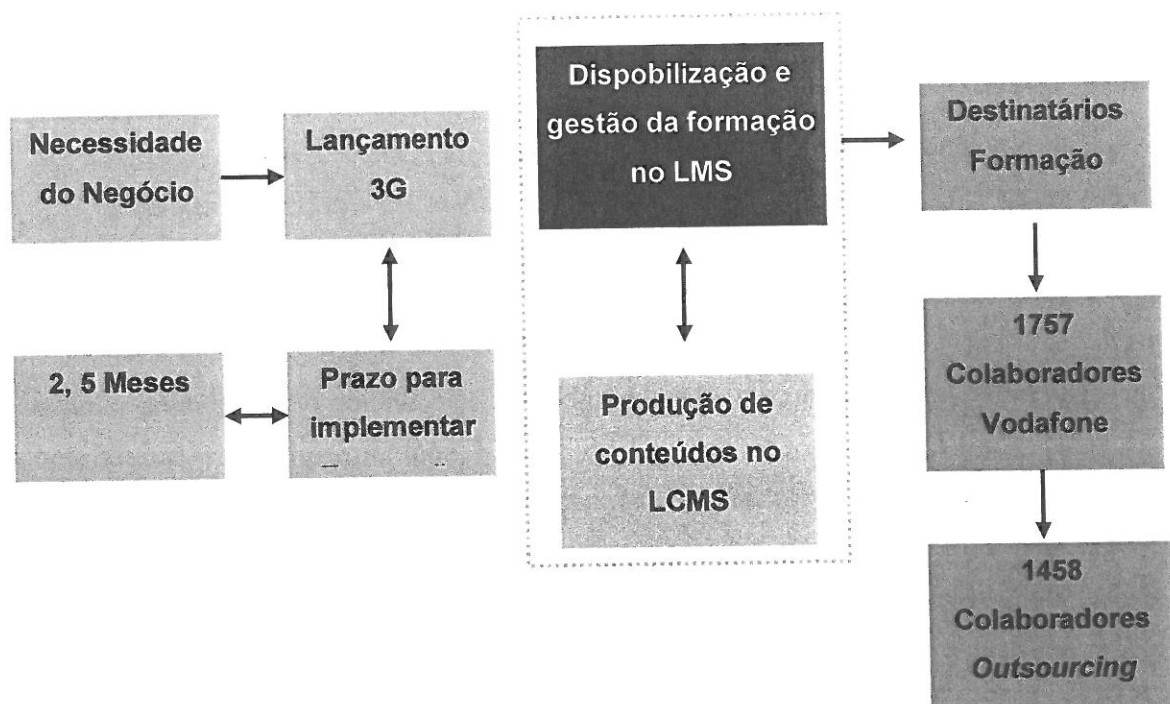 Necessidade
do Negócio
Lançamento
3G
2, 5 Meses
Prazo para
implementar
Dispobilização e
gestão da formação
no LMS
Produção de
conteúdos no
LCMS
Destinatários
Formação
1757
Colaboradores
Vodafone
1458
Colaboradores
Outsourcing